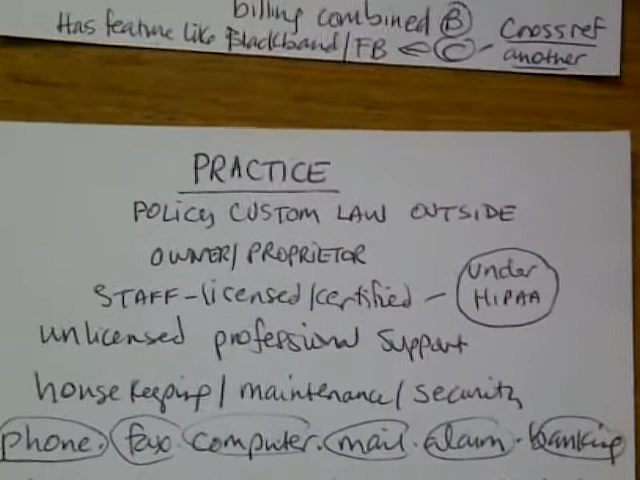 billing combined B Crossref
Has feature like Blackband/FB ← C - another
PRACTICE
POLICY CUSTOM LAW OUTSIDE
OWNER/PROPRIETOR
STAFF-licensed/certified - Under HIPAA
unlicensed professional support
housekeeping/maintenance/security
phone. fax. computer. mail. alarm. banking